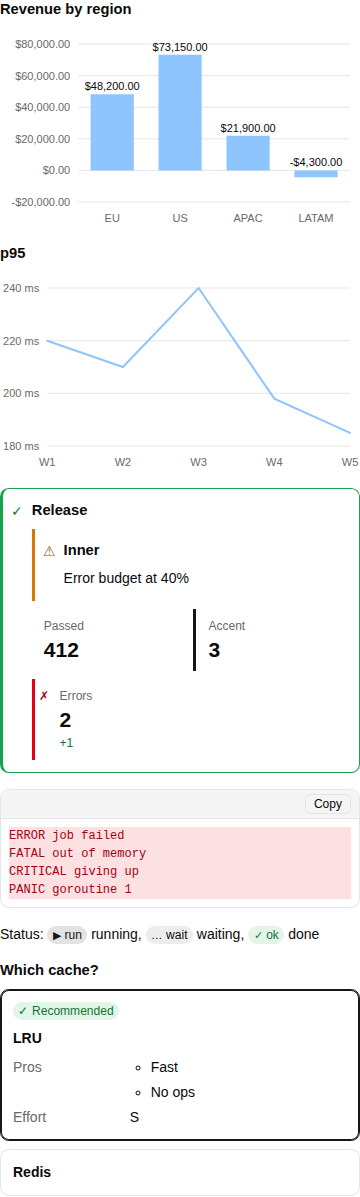 Revenue by region
$80,000.00
$60,000.00
$40,000.00
$20,000.00
$0.00
-$20,000.00
$48,200.00
$73,150.00
$21,900.00
-$4,300.00
EU US APAC LATAM
p95
240 ms
220 ms
200 ms
180 ms
W1 W2 W3 W4 W5
✓ Release
⚠ Inner
Error budget at 40%
Passed Accent
412 3
✗ Errors
2
+1
Copy
ERROR job failed
FATAL out of memory
CRITICAL giving up
PANIC goroutine 1
Status: ▶ run running, … wait waiting, ✓ ok done
Which cache?
✓ Recommended
LRU
Pros ◦ Fast
◦ No ops
Effort S
Redis